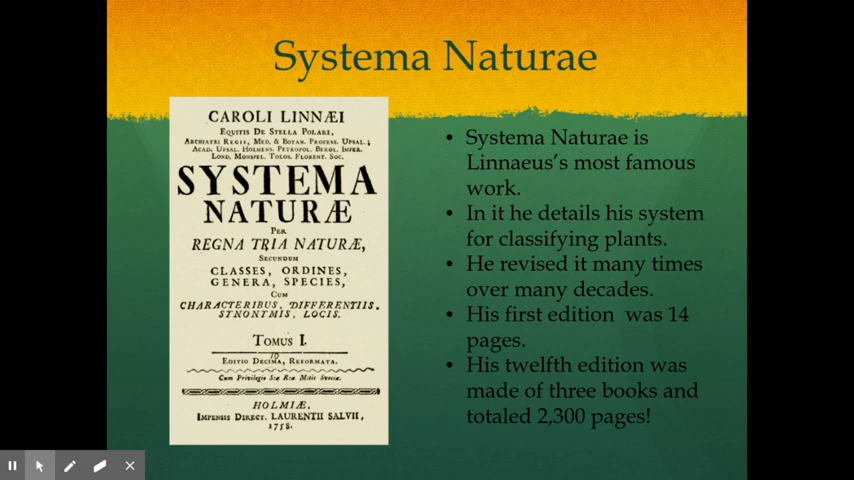 Systema Naturae
CAROLI LINNÆI
EQUITIS DE STELLA POLARI,
ARCHIATRI REGII, MED. & BOTAN. PROFESS. UPSAL.;
ACAD. UPSAL. HOLMENS. PETROPOL. BEROL. IMPER.
LOND. MONSPEL. TOLOS. FLORENT. SOC.
SYSTEMA
NATURÆ
PER
REGNA TRIA NATURÆ,
SECUNDUM
CLASSES, ORDINES,
GENERA, SPECIES,
CUM
CHARACTERIBUS, DIFFERENTIIS.
SYNONYMIS, LOCIS.
TOMUS I.
10
EDITIO DECIMA, REFORMATA.
Cum Privilegio Suæ
HOLMIÆ,
IMPENSIS DIRECT. LAURENTII SALVII,
1758.
• Systema Naturae is
Linnaeus's most famous
work.
• In it he details his system
for classifying plants.
• He revised it many times
over many decades.
• His first edition was 14
pages.
• His twelfth edition was
made of three books and
totaled 2,300 pages!